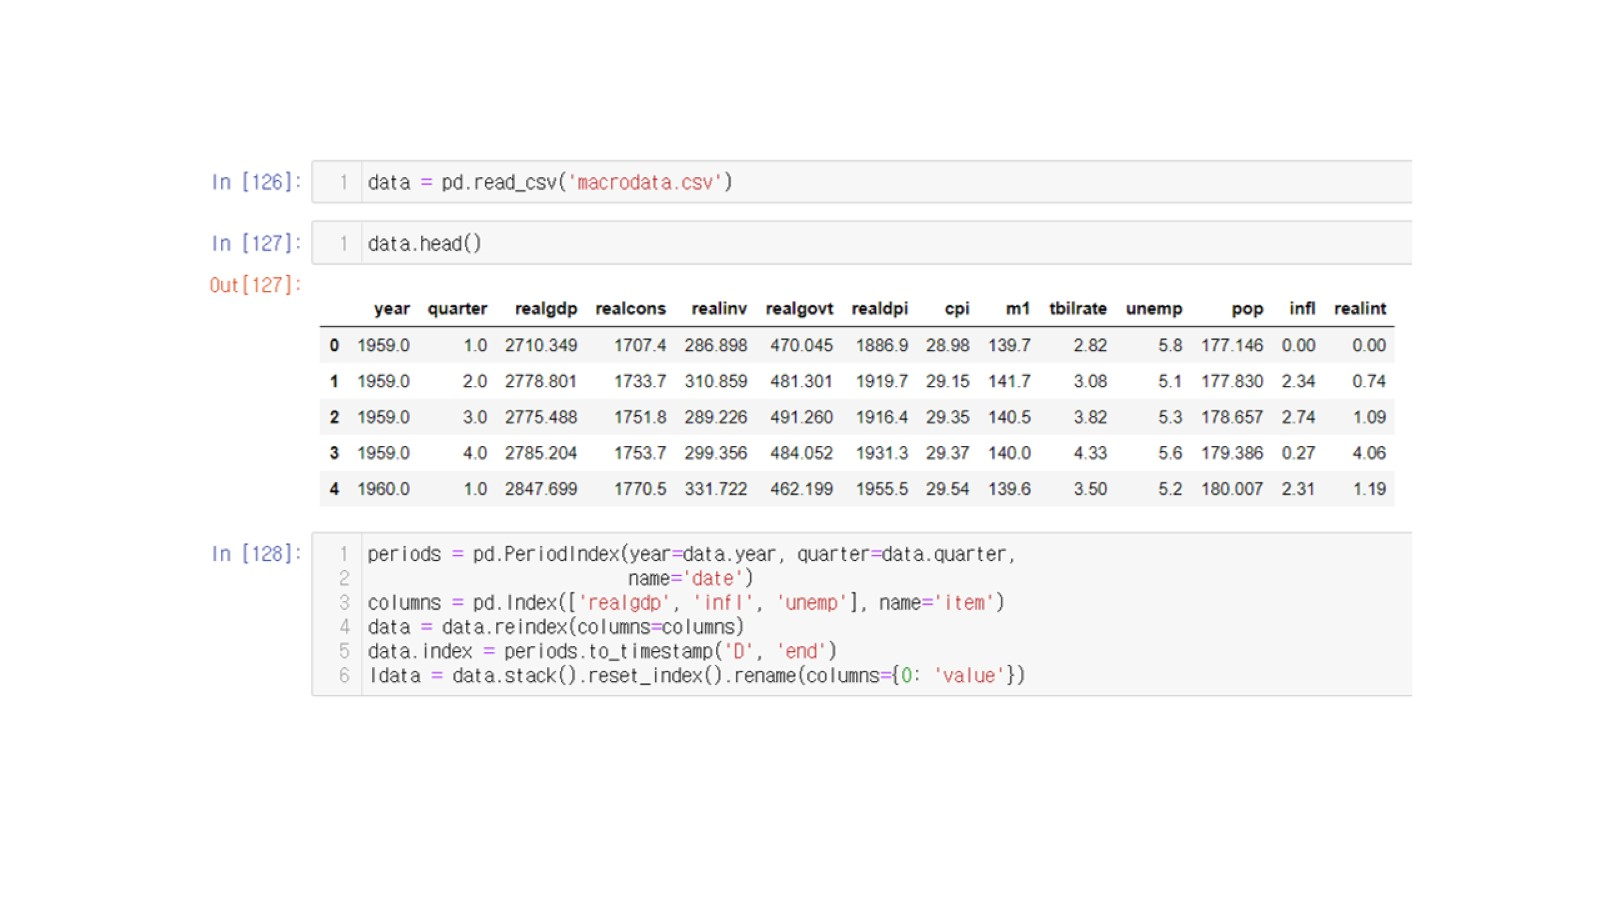 In [126]: 1 data = pd.read_csv('macrodata.csv')
In [127]: 1 data.head()
Out[127]:
year quarter realgdp realcons realinv realgovt realdpi cpi m1 tbilrate unemp pop infl realint
0 1959.0 1.0 2710.349 1707.4 286.898 470.045 1886.9 28.98 139.7 2.82 5.8 177.146 0.00 0.00
1 1959.0 2.0 2778.801 1733.7 310.859 481.301 1919.7 29.15 141.7 3.08 5.1 177.830 2.34 0.74
2 1959.0 3.0 2775.488 1751.8 289.226 491.260 1916.4 29.35 140.5 3.82 5.3 178.657 2.74 1.09
3 1959.0 4.0 2785.204 1753.7 299.356 484.052 1931.3 29.37 140.0 4.33 5.6 179.386 0.27 4.06
4 1960.0 1.0 2847.699 1770.5 331.722 462.199 1955.5 29.54 139.6 3.50 5.2 180.007 2.31 1.19
In [128]: 1 periods = pd.PeriodIndex(year=data.year, quarter=data.quarter,
2 name='date')
3 columns = pd.Index(['realgdp', 'infl', 'unemp'], name='item')
4 data = data.reindex(columns=columns)
5 data.index = periods.to_timestamp('D', 'end')
6 ldata = data.stack().reset_index().rename(columns={0: 'value'})